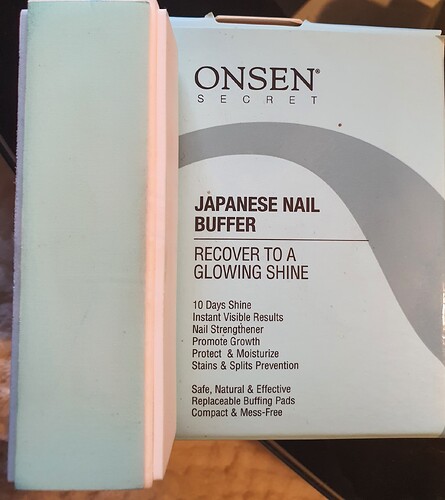 ONSEN®
SECRET
JAPANESE NAIL
BUFFER
RECOVER TO A
GLOWING SHINE
10 Days Shine
Instant Visible Results
Nail Strengthener
Promote Growth
Protect & Moisturize
Stains & Splits Prevention
Safe, Natural & Effective
Replaceable Buffing Pads
Compact & Mess-Free